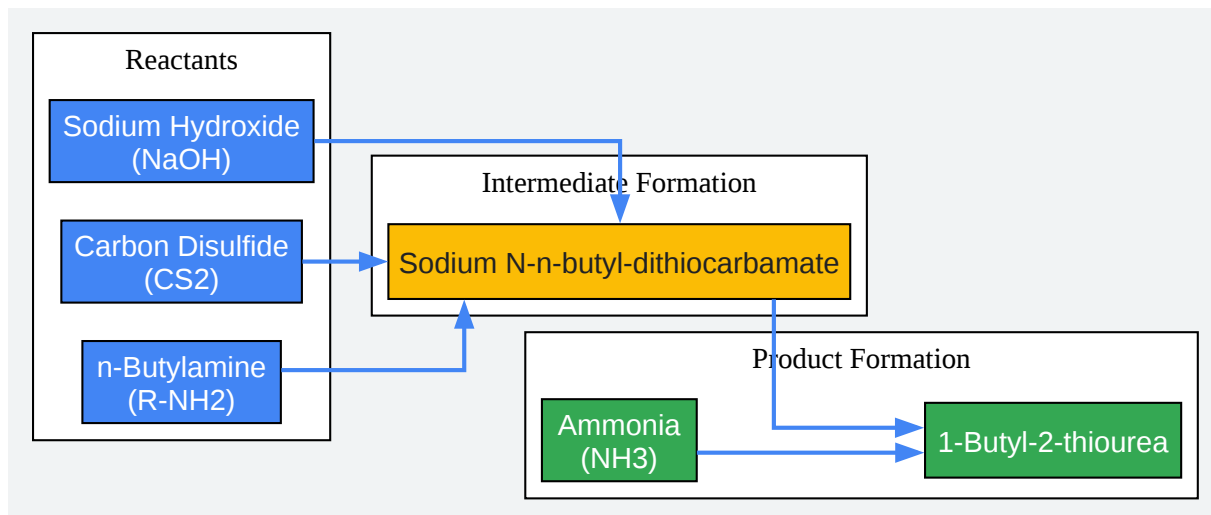 Reactants
Sodium Hydroxide
(NaOH)
Carbon Disulfide
(CS2)
n-Butylamine
(R-NH2)
Intermediate Formation
Sodium N-n-butyl-dithiocarbamate
Product Formation
Ammonia
(NH3)
1-Butyl-2-thiourea